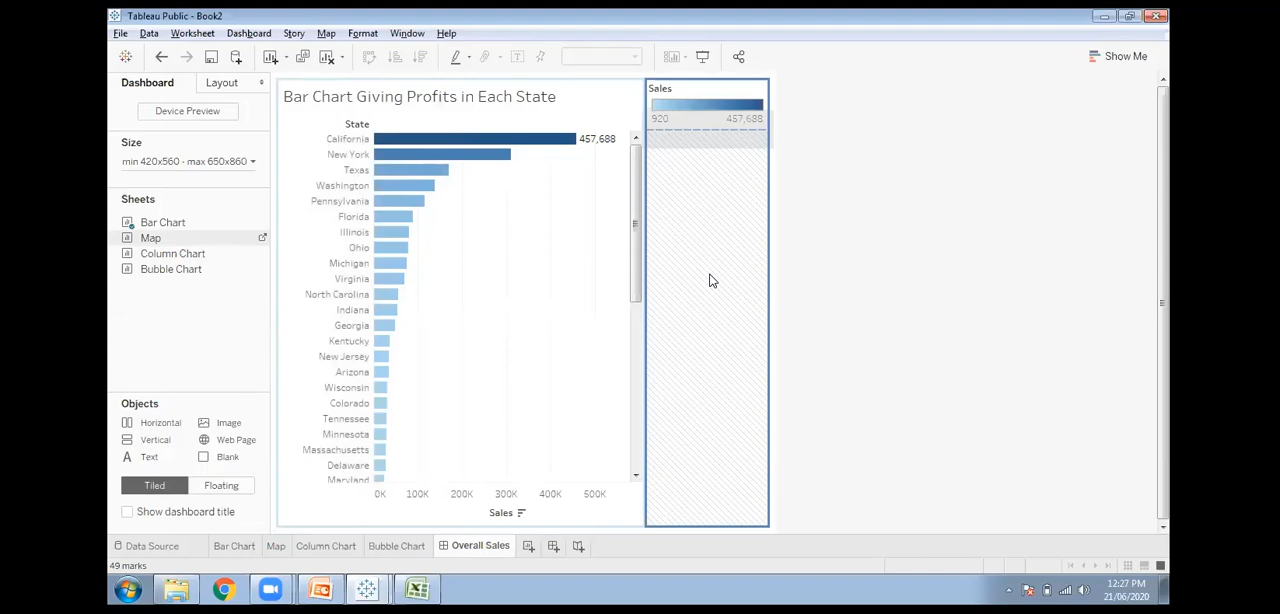 Tableau Public - Book2
File Data Worksheet Dashboard Story Map Format Window Help
Show Me
Dashboard Layout
Device Preview
Size
min 420x560 - max 650x860
Sheets
Bar Chart
Map
Column Chart
Bubble Chart
Objects
Horizontal Image
Vertical Web Page
A Text Blank
Tiled Floating
Show dashboard title
Bar Chart Giving Profits in Each State
State
California 457,688
New York
Texas
Washington
Pennsylvania
Florida
Illinois
Ohio
Michigan
Virginia
North Carolina
Indiana
Georgia
Kentucky
New Jersey
Arizona
Wisconsin
Colorado
Tennessee
Minnesota
Massachusetts
Delaware
Maryland
0K 100K 200K 300K 400K 500K
Sales
Sales
920 457,688
Data Source Bar Chart Map Column Chart Bubble Chart Overall Sales
49 marks
12:27 PM
21/06/2020